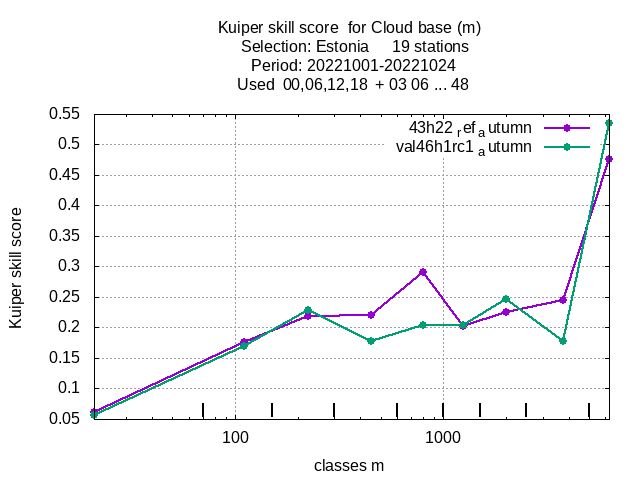 Kuiper skill score  for Cloud base (m)
Selection: Estonia     19 stations
Period: 20221001-20221024
Used  00,06,12,18  + 03 06 ... 48
43h22 ref autumn
val46h1rc1 autumn
0.55
0.5
0.45
0.4
0.35
0.3
0.25
0.2
0.15
0.1
0.05
Kuiper skill score
100
1000
classes m